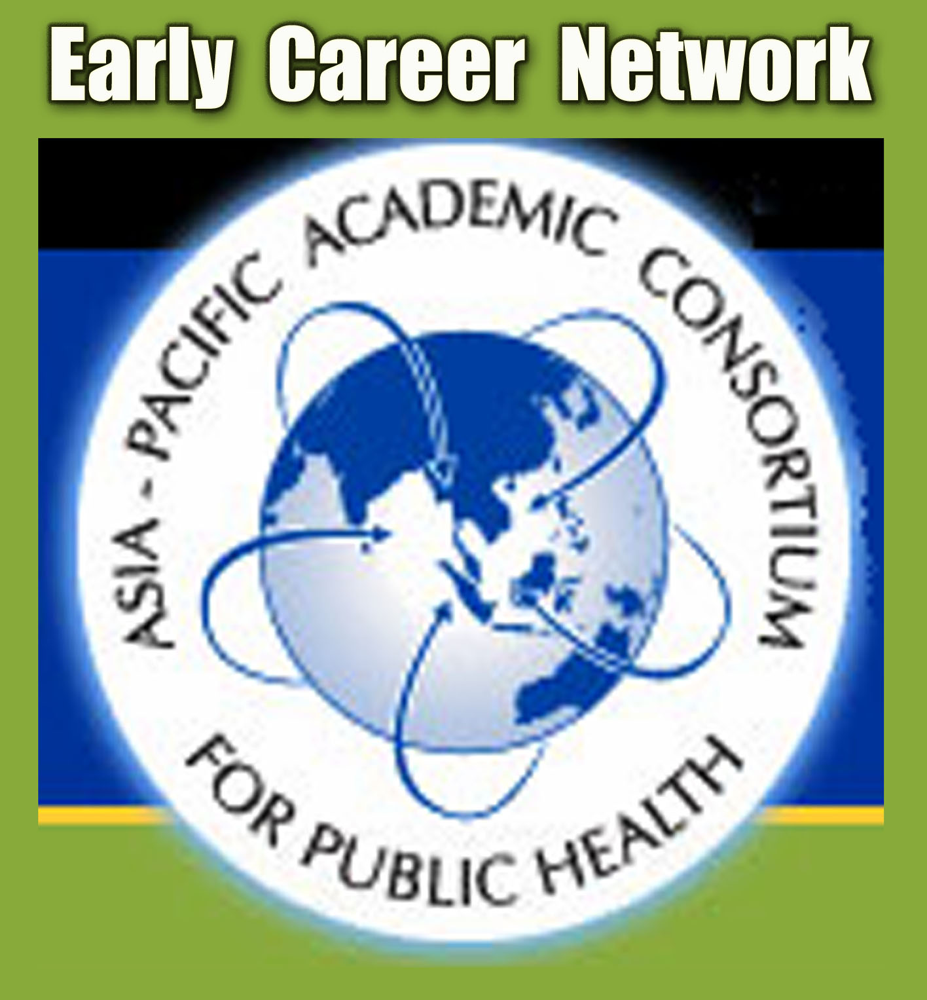 Early Career Network
ASIA - PACIFIC ACADEMIC CONSORTIUM
FOR PUBLIC HEALTH